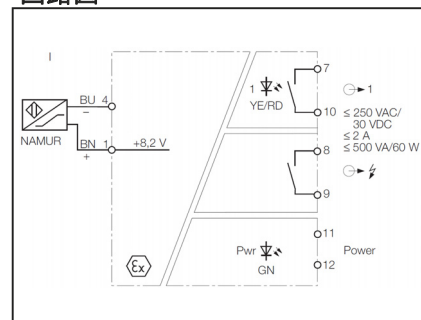 I
BU 4
−
NAMUR
BN 1
+
+8,2 V
Ex
1
YE/RD
7
10
1
≤ 250 VAC/
30 VDC
≤ 2 A
≤ 500 VA/60 W
8
9
11
Pwr
GN
Power
12